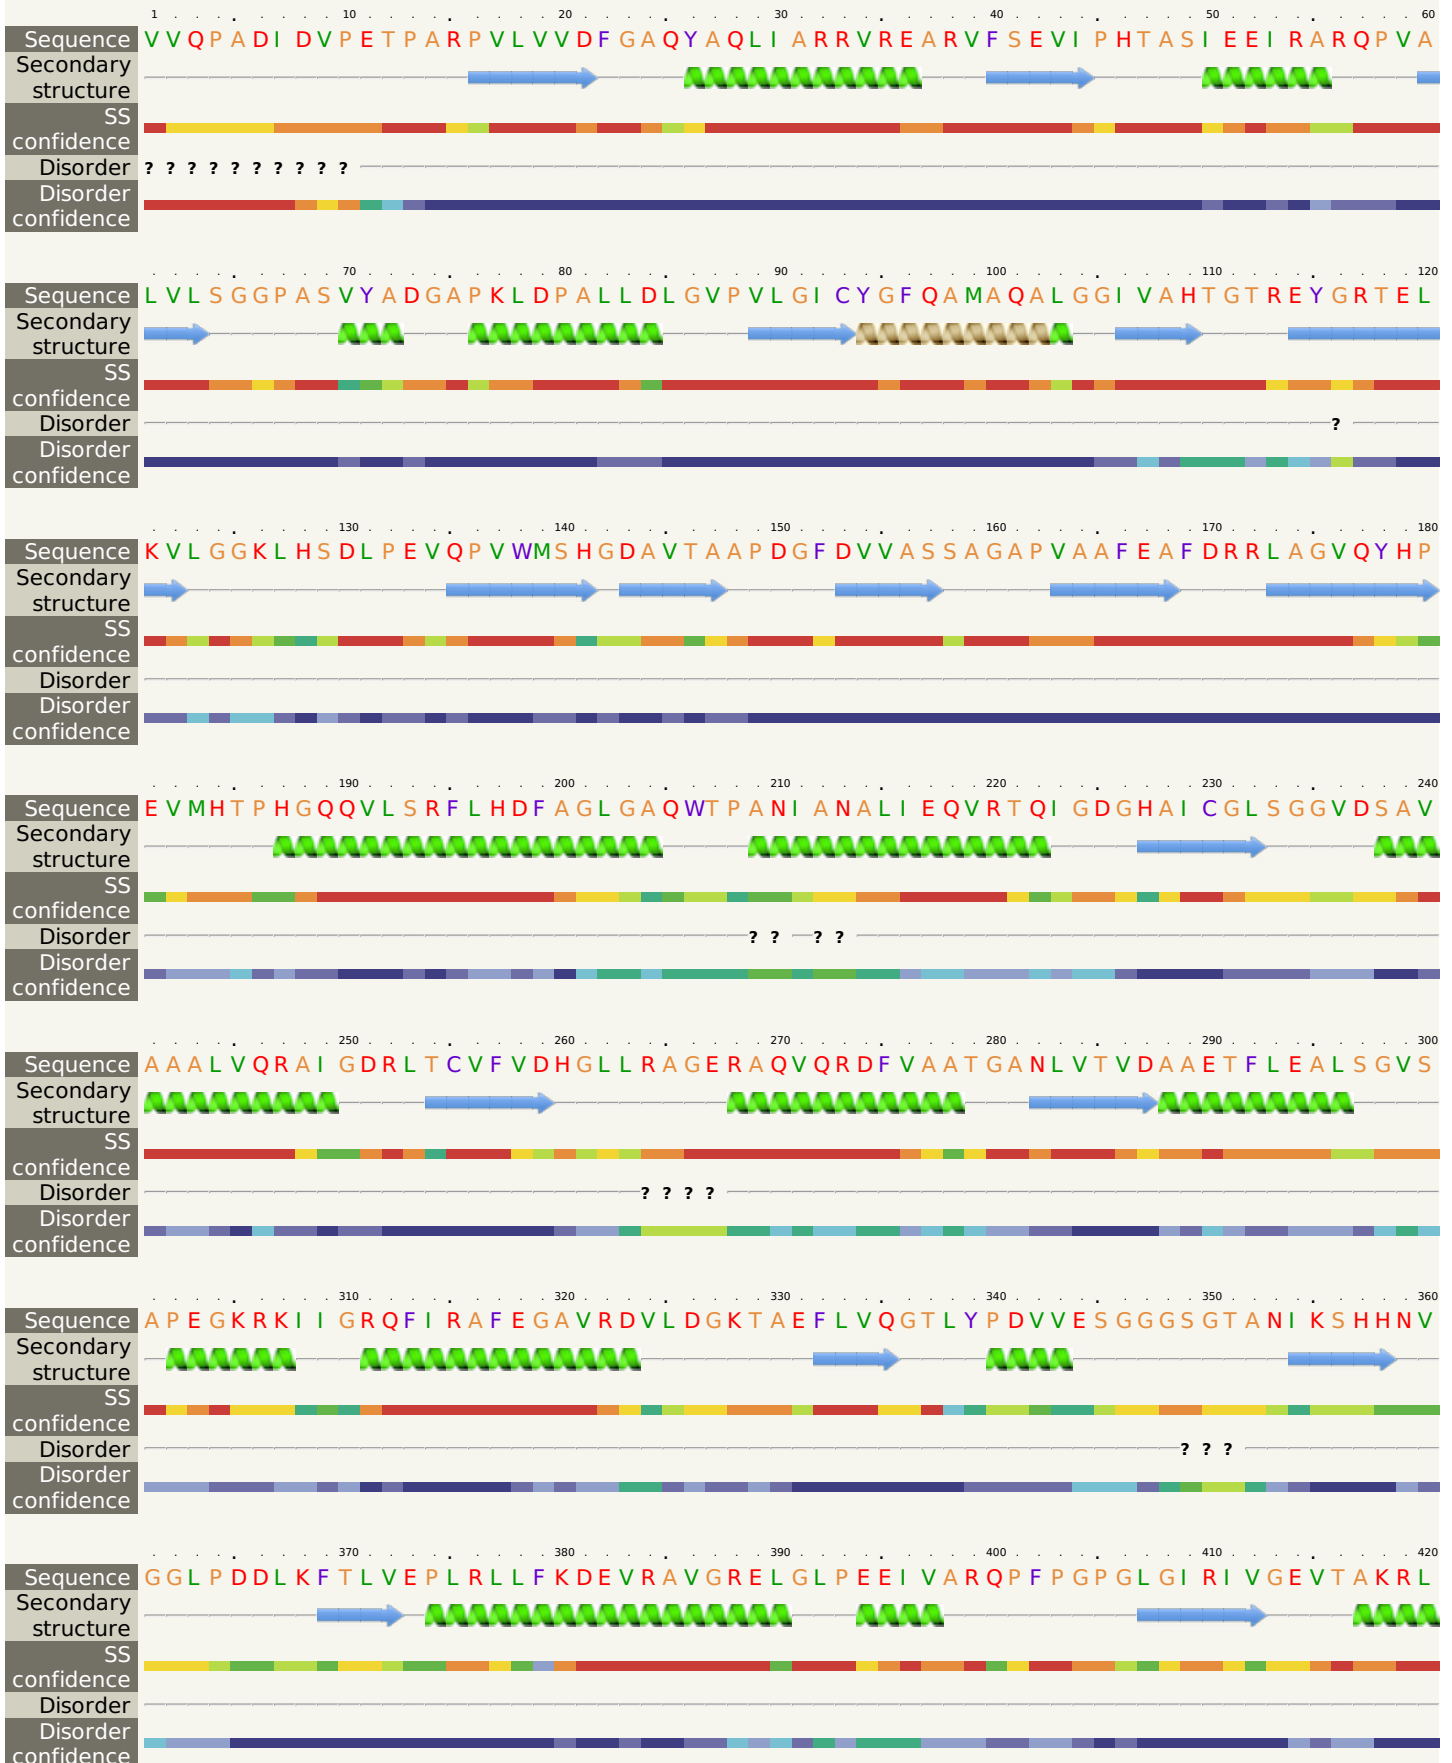 1 10 20 30 40 50 60
Sequence VVQPADIDVPETPARPVLVVDFGAQYAQLIARRVREARVFSEVIPHTASIEEIRARQPVA
Secondary
structure
SS
confidence
Disorder ? ? ? ? ? ? ? ? ? ?
Disorder
confidence
70 80 90 100 110 120
Sequence LVLSGGPASVYADGAPKLDPALLDLGVPVLGICYGFQAMAQALGGIVAHTGTREYGRTEL
Secondary
structure
SS
confidence
Disorder ?
Disorder
confidence
130 140 150 160 170 180
Sequence KVLGGKLHSDLPEVQPVWMSHGDAVTAAPDGFDVVASSAGAPVAAFEAFDRRLAGVQYHP
Secondary
structure
SS
confidence
Disorder
Disorder
confidence
190 200 210 220 230 240
Sequence EVMHTPHGQQVLSRFLHDFAGLGAQWTPANIANALIEQVRTQIGDGHAICGLSGGVDSAV
Secondary
structure
SS
confidence
Disorder ? ? ? ?
Disorder
confidence
250 260 270 280 290 300
Sequence AAALVQRAIGDRLTCVFVDHGLLRAGERAQVQRDFVAATGANLVTVDAAETFLEALSGVS
Secondary
structure
SS
confidence
Disorder ? ? ? ?
Disorder
confidence
310 320 330 340 350 360
Sequence APEGKRKIIGRQFIRAFEGAVRDVLDGKTAEFLVQGTLYPDVVESGGGSGTANIKSHHNV
Secondary
structure
SS
confidence
Disorder ? ? ?
Disorder
confidence
370 380 390 400 410 420
Sequence GGLPDDLKFTLVEPLRLLFKDEVRAVGRELGLPEEIVARQPFPGPGLGIRIVGEVTAKRL
Secondary
structure
SS
confidence
Disorder
Disorder
confidence